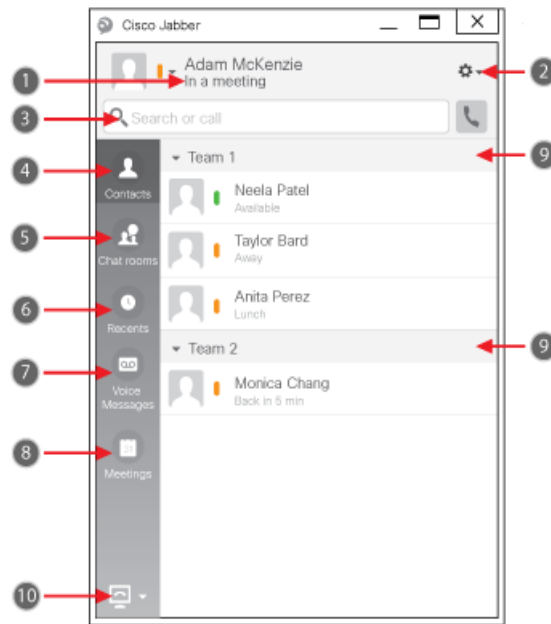 Cisco Jabber
1
Adam McKenzie
In a meeting
2
3
Search or call
4
Contacts
Team 1
9
Neela Patel
Available
5
Chat rooms
Taylor Bard
Away
6
Recents
Anita Perez
Lunch
7
Voice
Messages
Team 2
9
Monica Chang
Back in 5 min
8
31
Meetings
10